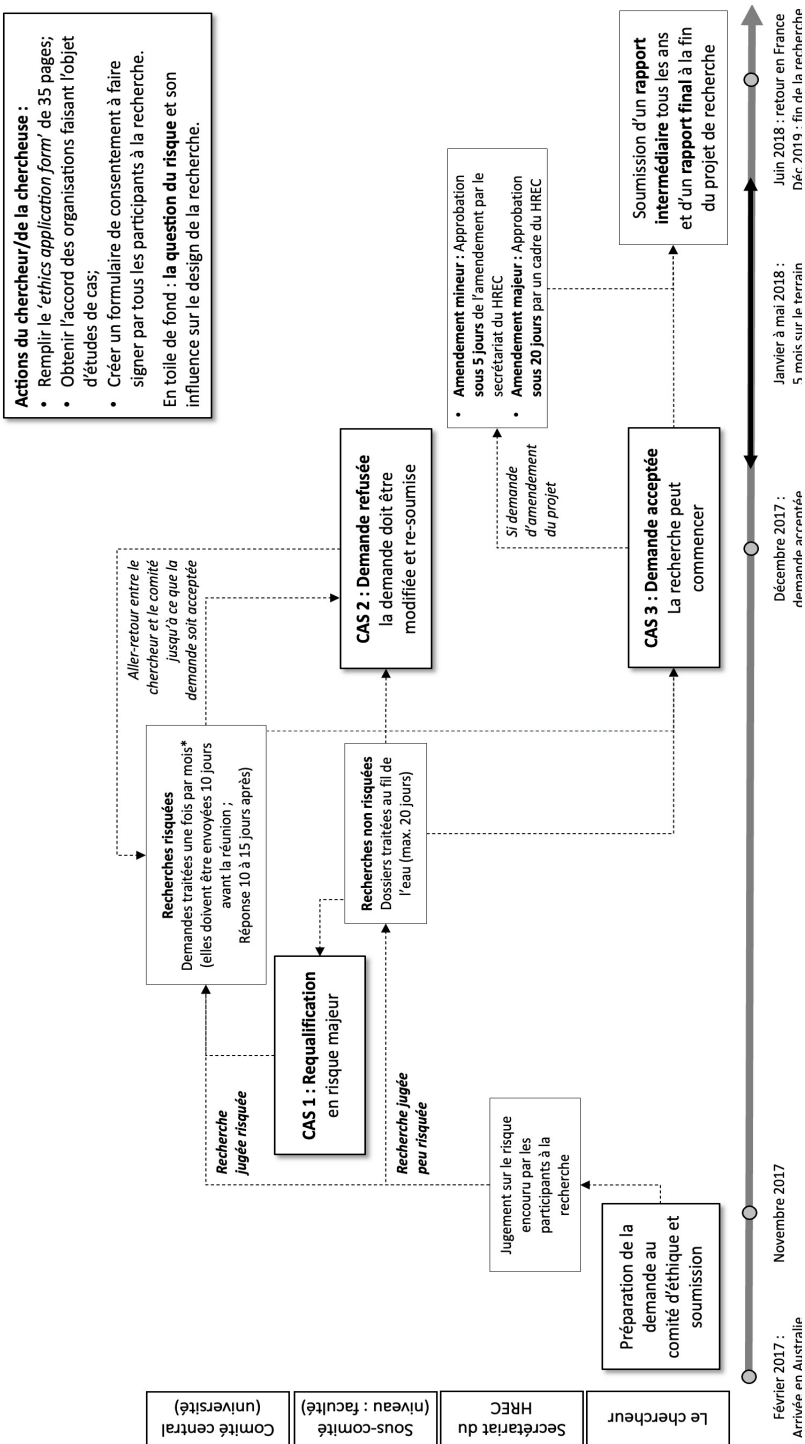 Actions du chercheur/de la chercheuse :
• Remplir le ‘ethics application form’ de 35 pages;
• Obtenir l’accord des organisations faisant l’objet
d’études de cas;
• Créer un formulaire de consentement à faire
signer par tous les participants à la recherche.
En toile de fond : la question du risque et son
influence sur le design de la recherche.
Comité central
(université)
Sous-comité
(niveau : faculté)
Secrétariat du
HREC
Le chercheur
Recherche
jugée risquée
Recherches risquées
Demandes traitées une fois par mois*
(elles doivent être envoyées 10 jours
avant la réunion ;
Réponse 10 à 15 jours après)
Aller-retour entre le
chercheur et le comité
jusqu’à ce que la
demande soit acceptée
CAS 1 : Requalification
en risque majeur
Recherche jugée
peu risquée
Recherches non risquées
Dossiers traités au fil de
l’eau (max. 20 jours)
CAS 2 : Demande refusée
la demande doit être
modifiée et re-soumise
Jugement sur le risque
encouru par les
participants à la
recherche
Si demande
d’amendement
du projet
• Amendement mineur : Approbation
sous 5 jours de l’amendement par le
secrétariat du HREC
• Amendement majeur : Approbation
sous 20 jours par un cadre du HREC
Préparation de la
demande au
comité d’éthique et
soumission
CAS 3 : Demande acceptée
La recherche peut
commencer
Soumission d’un rapport
intermédiaire tous les ans
et d’un rapport final à la fin
du projet de recherche
Février 2017 :
Arrivée en Australie
Novembre 2017
Décembre 2017 :
demande acceptée
Janvier à mai 2018 :
5 mois sur le terrain
Juin 2018 : retour en France
Déc 2019 : fin de la recherche